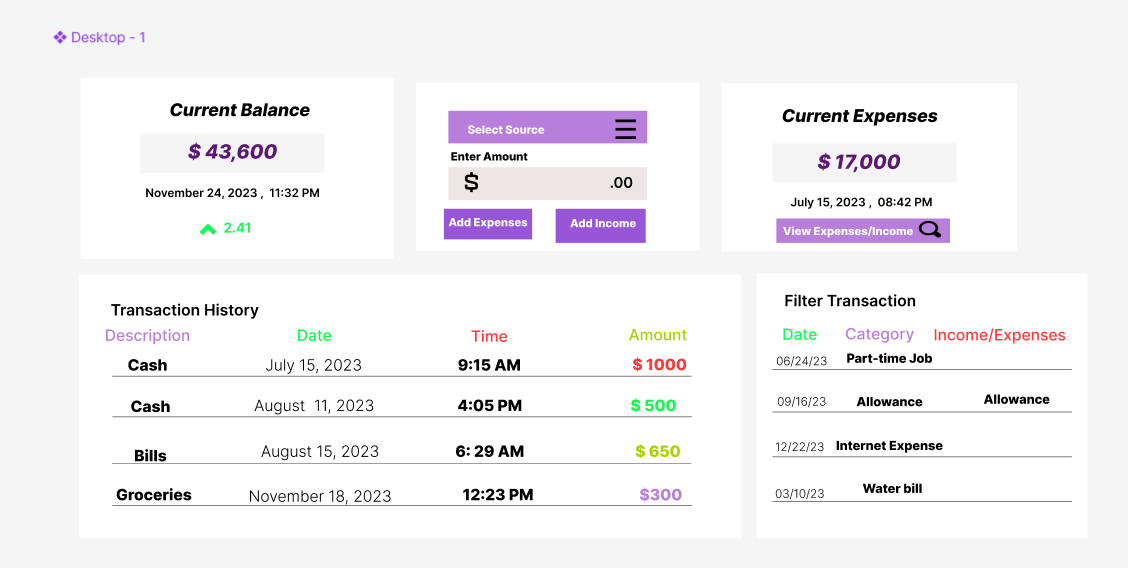 Desktop - 1
Current Balance
$ 43,600
November 24, 2023 , 11:32 PM
2.41
Select Source
Enter Amount
$ .00
Add Expenses Add Income
Current Expenses
$ 17,000
July 15, 2023 , 08:42 PM
View Expenses/Income
Transaction History
Description Date Time Amount
Cash July 15, 2023 9:15 AM $ 1000
Cash August 11, 2023 4:05 PM $ 500
Bills August 15, 2023 6: 29 AM $ 650
Groceries November 18, 2023 12:23 PM $300
Filter Transaction
Date Category Income/Expenses
06/24/23 Part-time Job
09/16/23 Allowance Allowance
12/22/23 Internet Expense
03/10/23 Water bill